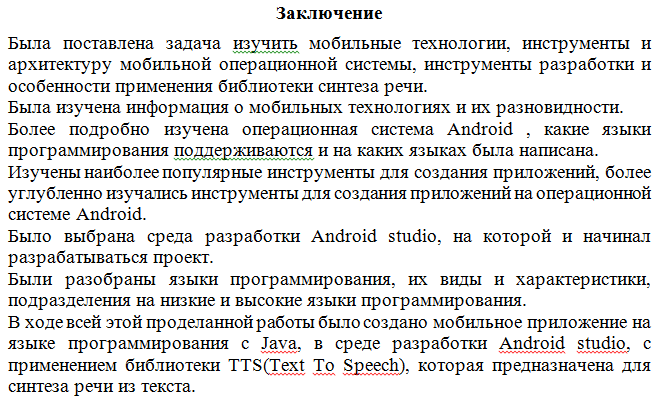 Заключение
Была поставлена задача изучить мобильные технологии, инструменты и
архитектуру мобильной операционной системы, инструменты разработки и
особенности применения библиотеки синтеза речи.
Была изучена информация о мобильных технологиях и их разновидности.
Более подробно изучена операционная система Android , какие языки
программирования поддерживаются и на каких языках была написана.
Изучены наиболее популярные инструменты для создания приложений, более
углубленно изучались инструменты для создания приложений на операционной
системе Android.
Было выбрана среда разработки Android studio, на которой и начинал
разрабатываться проект.
Были разобраны языки программирования, их виды и характеристики,
подразделения на низкие и высокие языки программирования.
В ходе всей этой проделанной работы было создано мобильное приложение на
языке программирования с Java, в среде разработки Android studio, с
применением библиотеки TTS(Text To Speech), которая предназначена для
синтеза речи из текста.